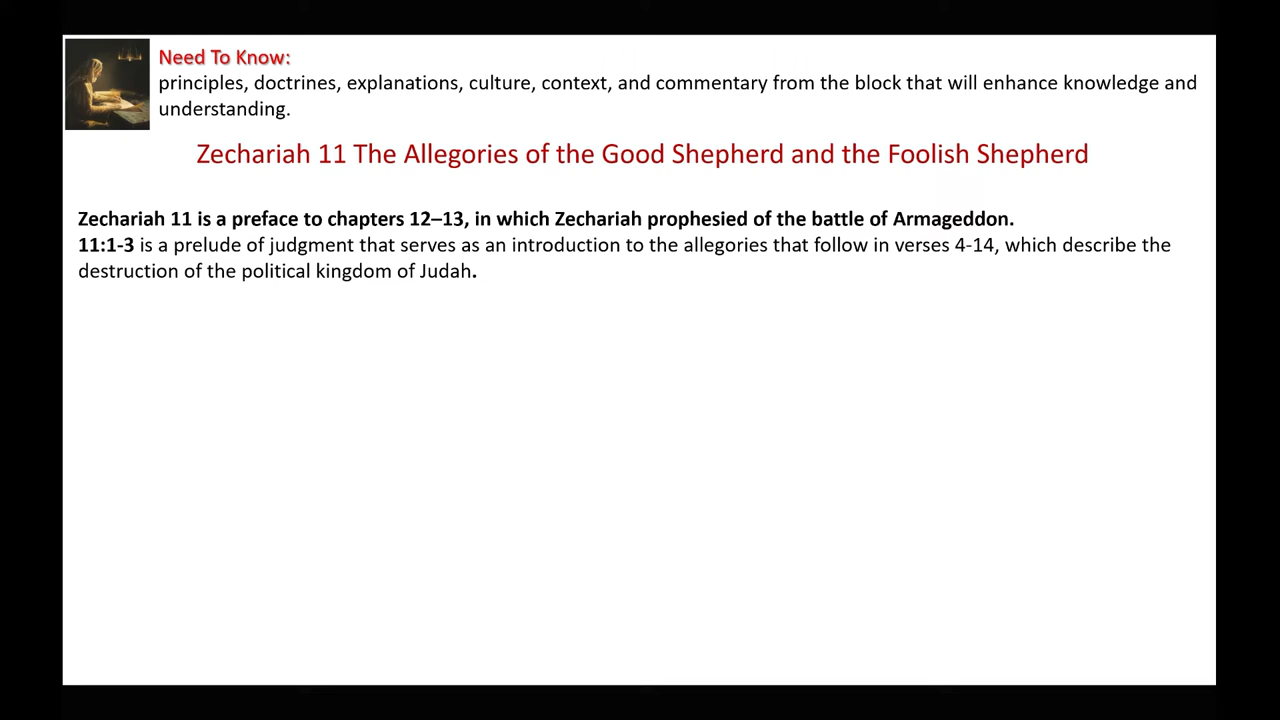 Need To Know:
principles, doctrines, explanations, culture, context, and commentary from the block that will enhance knowledge and
understanding.
Zechariah 11 The Allegories of the Good Shepherd and the Foolish Shepherd
Zechariah 11 is a preface to chapters 12–13, in which Zechariah prophesied of the battle of Armageddon.
11:1-3 is a prelude of judgment that serves as an introduction to the allegories that follow in verses 4-14, which describe the
destruction of the political kingdom of Judah.